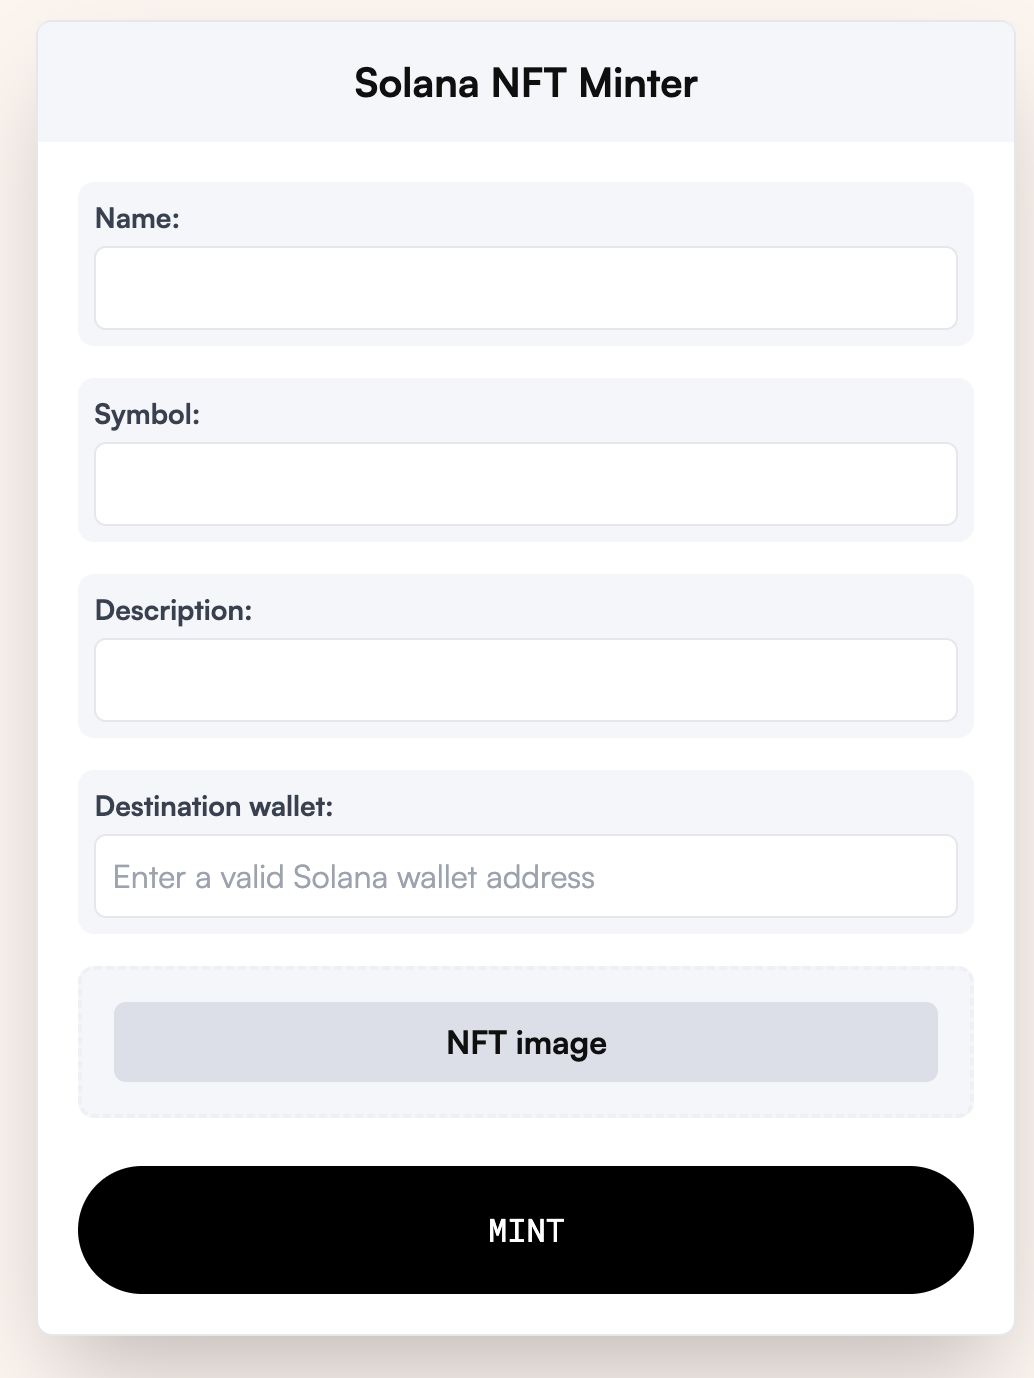 Solana NFT Minter
Name:
Symbol:
Description:
Destination wallet:
Enter a valid Solana wallet address
NFT image
MINT